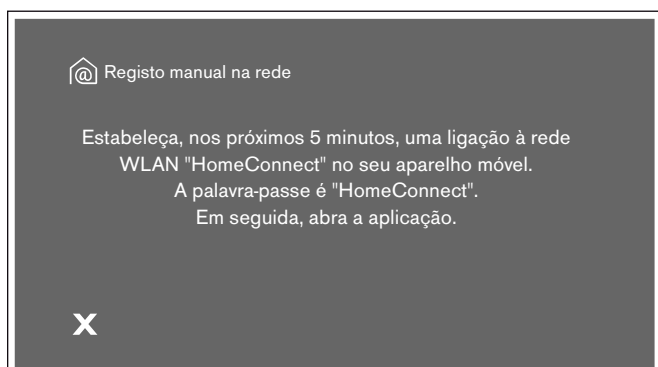 Registo manual na rede
Estabeleça, nos próximos 5 minutos, uma ligação à rede
WLAN "HomeConnect" no seu aparelho móvel.
A palavra-passe é "HomeConnect".
Em seguida, abra a aplicação.
X